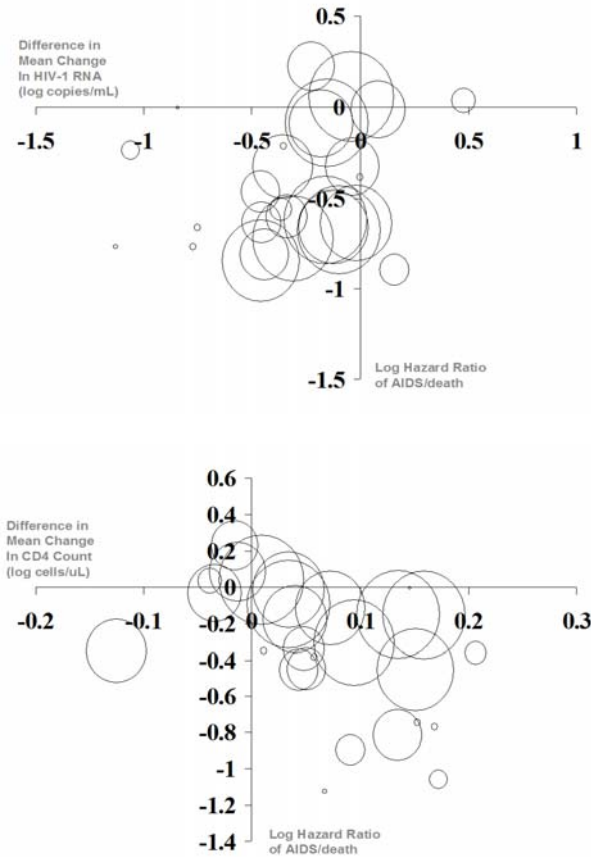 0.5
Difference in
Mean Change
In HIV-1 RNA
(log copies/mL)
0
-1.5
-1
-0.5
0.5
1
-0.5
-1
Log Hazard Ratio
of AIDS/death
-1.5
0.6
0.4
Difference in
Mean Change
In CD4 Count
(log cells/uL)
0.2
0
-0.2
-0.1
0
0.1
0.2
0.3
-0.2
-0.4
-0.6
-0.8
-1
-1.2
Log Hazard Ratio
of AIDS/death
-1.4